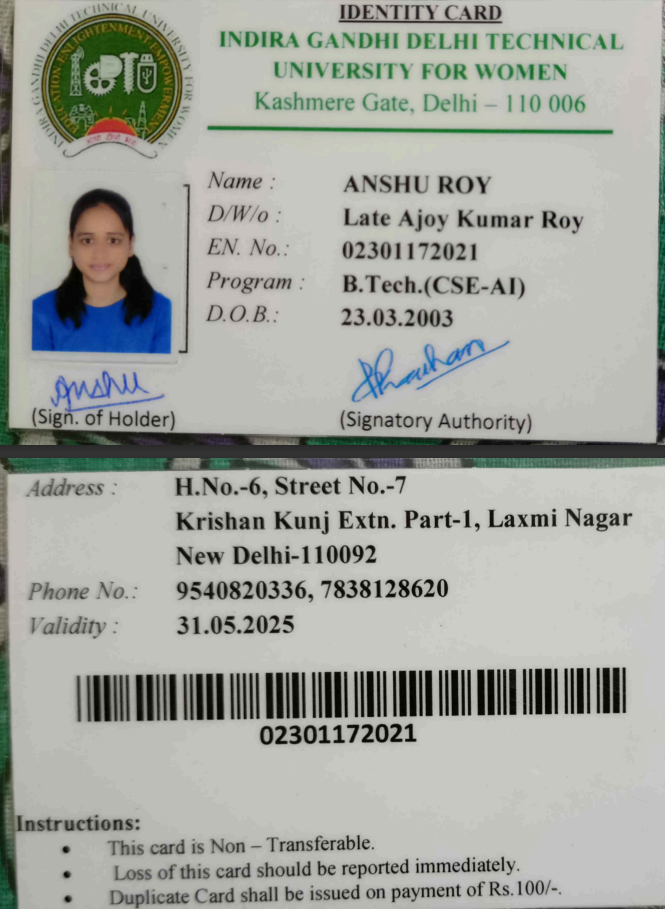 IDENTITY CARD
INDIRA GANDHI DELHI TECHNICAL
UNIVERSITY FOR WOMEN
Kashmere Gate, Delhi – 110 006
INDIRA GANDHI DELHI TECHNICAL UNIVERSITY FOR WOMEN
EDUCATION ENLIGHTENMENT EMPOWERMENT
Name : ANSHU ROY
D/W/o : Late Ajoy Kumar Roy
EN. No.: 02301172021
Program : B.Tech.(CSE-AI)
D.O.B.: 23.03.2003
Anshu
(Sign. of Holder) (Signatory Authority)
Address : H.No.-6, Street No.-7
Krishan Kunj Extn. Part-1, Laxmi Nagar
New Delhi-110092
Phone No.: 9540820336, 7838128620
Validity : 31.05.2025
02301172021
Instructions:
• This card is Non – Transferable.
• Loss of this card should be reported immediately.
• Duplicate Card shall be issued on payment of Rs.100/-.